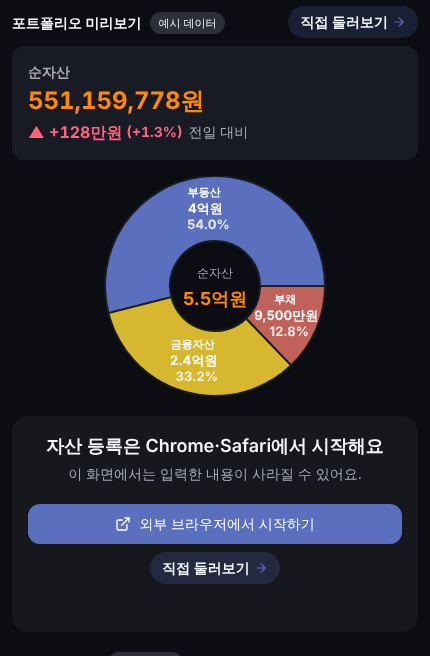 포트폴리오 미리보기
예시 데이터
직접 둘러보기
순자산
551,159,778원
▲ +128만원 (+1.3%) 전일 대비
부동산
4억원
54.0%
순자산
5.5억원
부채
9,500만원
12.8%
금융자산
2.4억원
33.2%
자산 등록은 Chrome·Safari에서 시작해요
이 화면에서는 입력한 내용이 사라질 수 있어요.
외부 브라우저에서 시작하기
직접 둘러보기